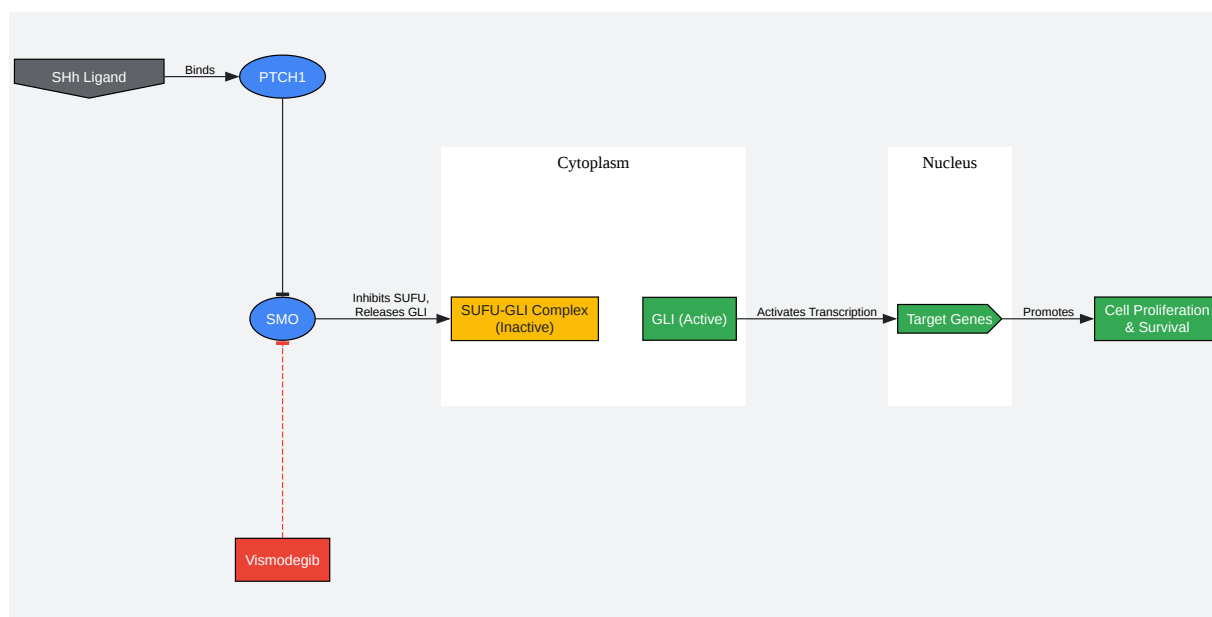 SHh Ligand
Binds
PTCH1
Cytoplasm
Nucleus
SMO
Inhibits SUFU,
Releases GLI
SUFU-GLI Complex
(Inactive)
GLI (Active)
Activates Transcription
Target Genes
Promotes
Cell Proliferation
& Survival
Vismodegib